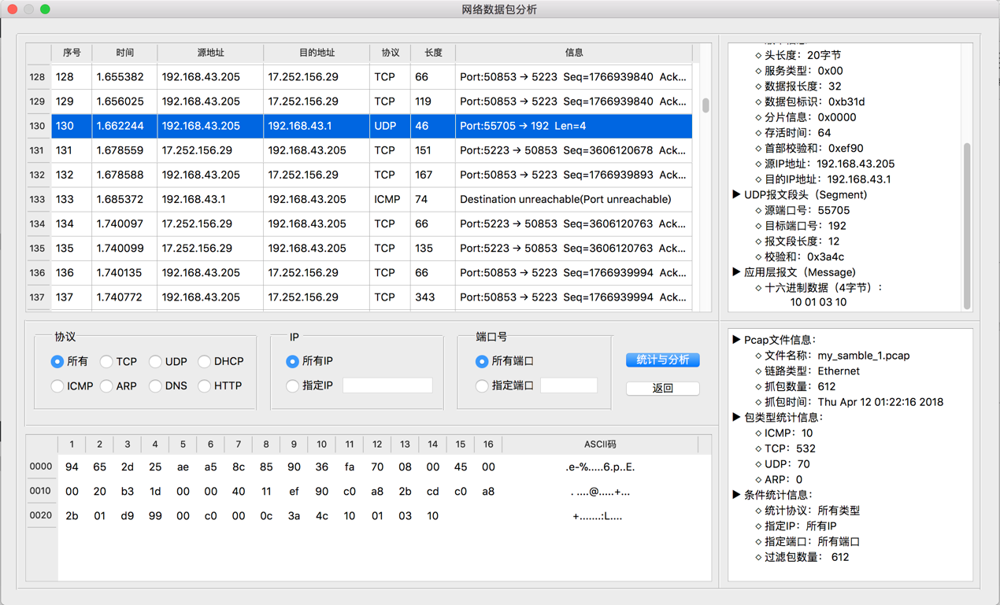 网络数据包分析
序号 时间 源地址 目的地址 协议 长度 信息
128 128 1.655382 192.168.43.205 17.252.156.29 TCP 66 Port:50853 → 5223 Seq=1766939840 Ack...
129 129 1.656025 192.168.43.205 17.252.156.29 TCP 119 Port:50853 → 5223 Seq=1766939840 Ack...
130 130 1.662244 192.168.43.205 192.168.43.1 UDP 46 Port:55705 → 192 Len=4
131 131 1.678559 17.252.156.29 192.168.43.205 TCP 151 Port:5223 → 50853 Seq=3606120678 Ack...
132 132 1.678588 192.168.43.205 17.252.156.29 TCP 167 Port:50853 → 5223 Seq=1766939893 Ack...
133 133 1.685372 192.168.43.1 192.168.43.205 ICMP 74 Destination unreachable(Port unreachable)
134 134 1.740097 17.252.156.29 192.168.43.205 TCP 66 Port:5223 → 50853 Seq=3606120763 Ack...
135 135 1.740099 17.252.156.29 192.168.43.205 TCP 135 Port:5223 → 50853 Seq=3606120763 Ack...
136 136 1.740135 192.168.43.205 17.252.156.29 TCP 66 Port:50853 → 5223 Seq=1766939994 Ack...
137 137 1.740772 192.168.43.205 17.252.156.29 TCP 343 Port:50853 → 5223 Seq=1766939994 Ack...
◇ 头长度：20字节
◇ 服务类型：0x00
◇ 数据报长度：32
◇ 数据包标识：0xb31d
◇ 分片信息：0x0000
◇ 存活时间：64
◇ 首部校验和：0xef90
◇ 源IP地址：192.168.43.205
◇ 目的IP地址：192.168.43.1
▶ UDP报文段头（Segment)
◇ 源端口号：55705
◇ 目标端口号：192
◇ 报文段长度：12
◇ 校验和：0x3a4c
▶ 应用层报文（Message)
◇ 十六进制数据（4字节）:
10 01 03 10
协议 IP 端口号
所有 TCP UDP DHCP 所有IP 所有端口 统计与分析
ICMP ARP DNS HTTP 指定IP 指定端口 返回
1 2 3 4 5 6 7 8 9 10 11 12 13 14 15 16 ASCII码
0000 94 65 2d 25 ae a5 8c 85 90 36 fa 70 08 00 45 00 .e-%.....6.p..E.
0010 00 20 b3 1d 00 00 40 11 ef 90 c0 a8 2b cd c0 a8 . ....@.....+...
0020 2b 01 d9 99 00 c0 00 0c 3a 4c 10 01 03 10 +.......:L....
▶ Pcap文件信息：
◇ 文件名称：my_samble_1.pcap
◇ 链路类型：Ethernet
◇ 抓包数量：612
◇ 抓包时间：Thu Apr 12 01:22:16 2018
▶ 包类型统计信息：
◇ ICMP：10
◇ TCP：532
◇ UDP：70
◇ ARP：0
▶ 条件统计信息：
◇ 统计协议：所有类型
◇ 指定IP：所有IP
◇ 指定端口：所有端口
◇ 过滤包数量： 612